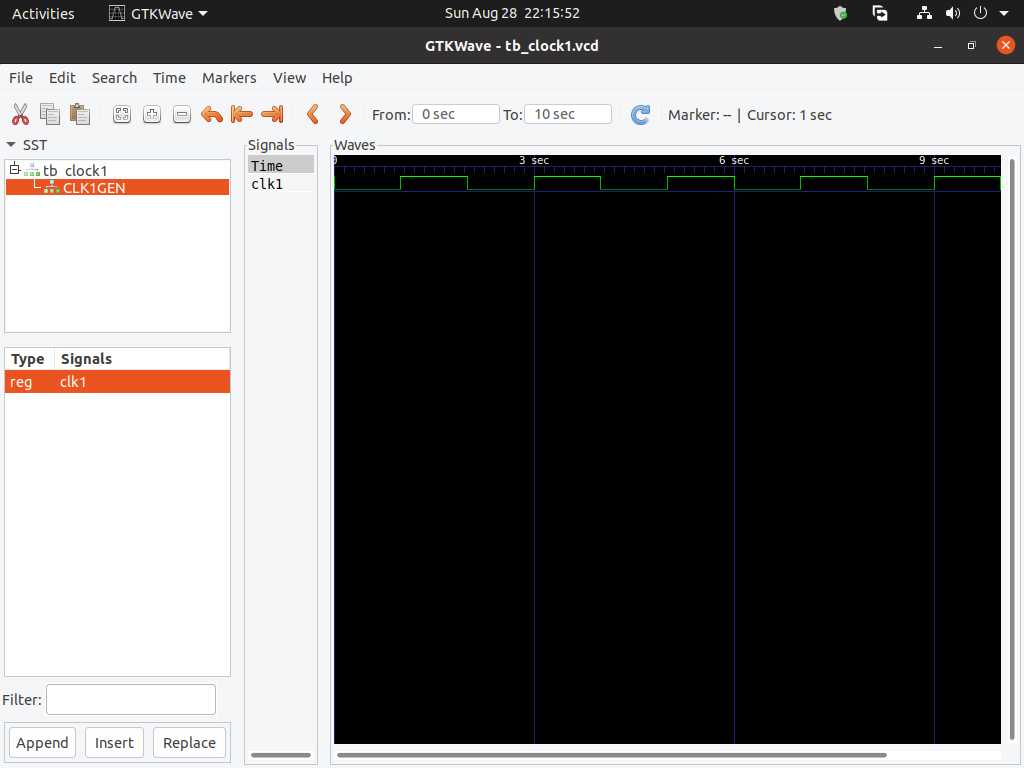 Activities GTKWave Sun Aug 28 22:15:52
GTKWave - tb_clock1.vcd
File Edit Search Time Markers View Help
From: 0 sec To: 10 sec Marker: -- | Cursor: 1 sec
SST
tb_clock1
CLK1GEN
Type Signals
reg clk1
Filter:
Append Insert Replace
Signals
Time
clk1
Waves
0 3 sec 6 sec 9 sec